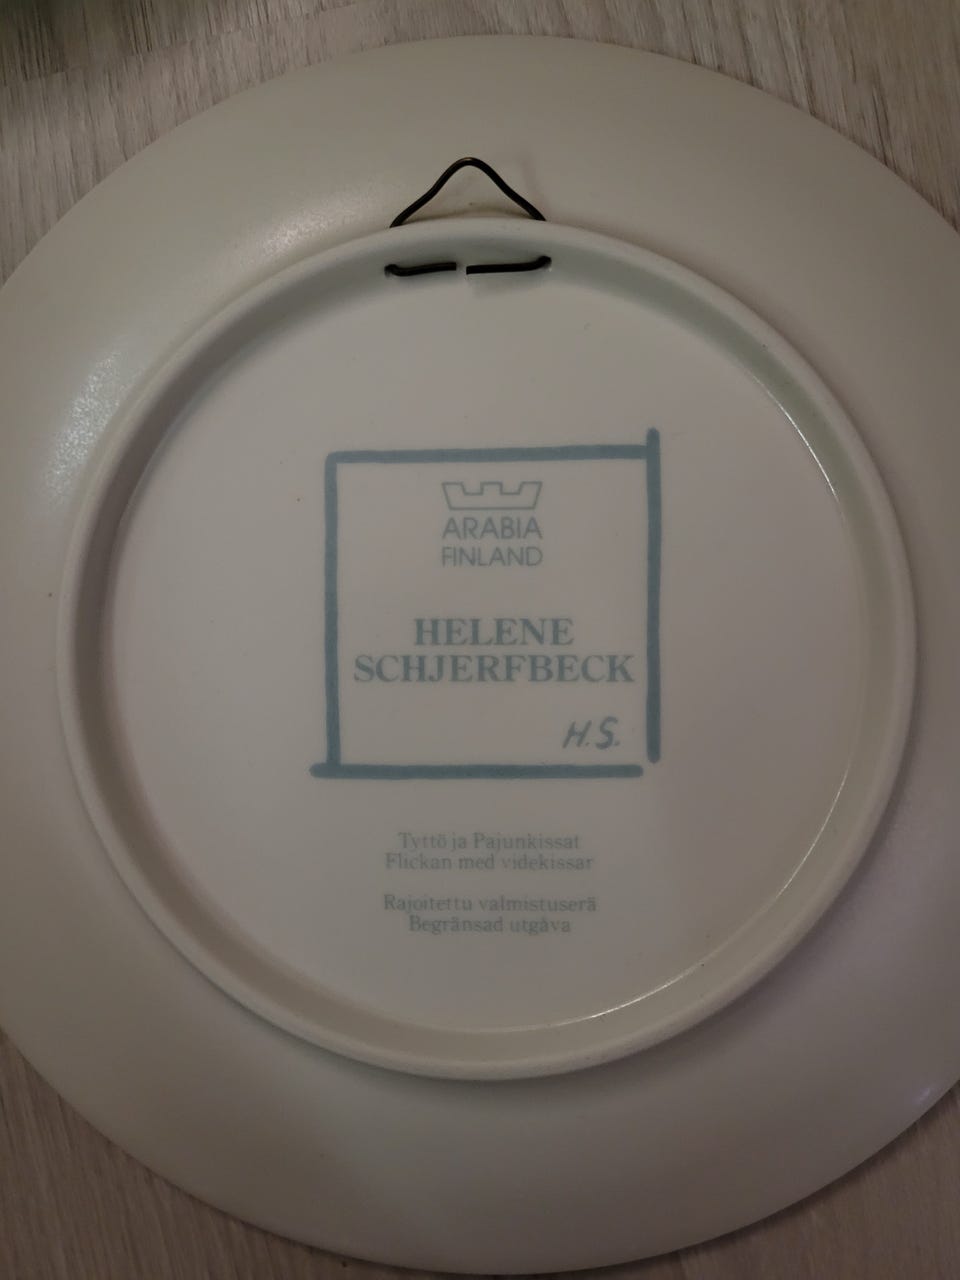 ARABIA
FINLAND
HELENE
SCHJERFBECK
H.S.
Tyttö ja Pajunkissat
Flickan med videkissar
Rajoitettu valmistuserä
Begränsad utgåva